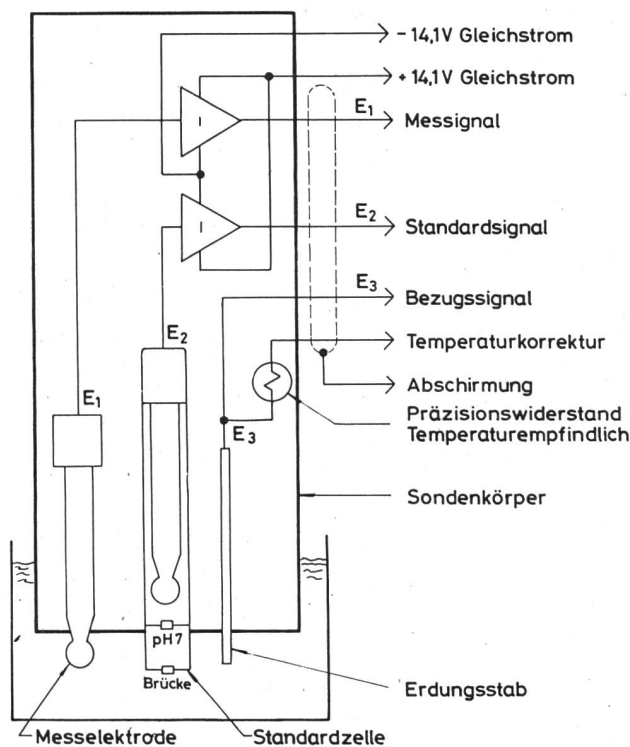 - 14,1V Gleichstrom
+ 14,1V Gleichstrom
E1
Messignal
E2
Standardsignal
E3
Bezugssignal
Temperaturkorrektur
Abschirmung
Präzisionswiderstand
Temperaturempfindlich
E2
E1
E3
Sondenkörper
pH7
Brücke
Erdungsstab
Messelektrode
Standardzelle